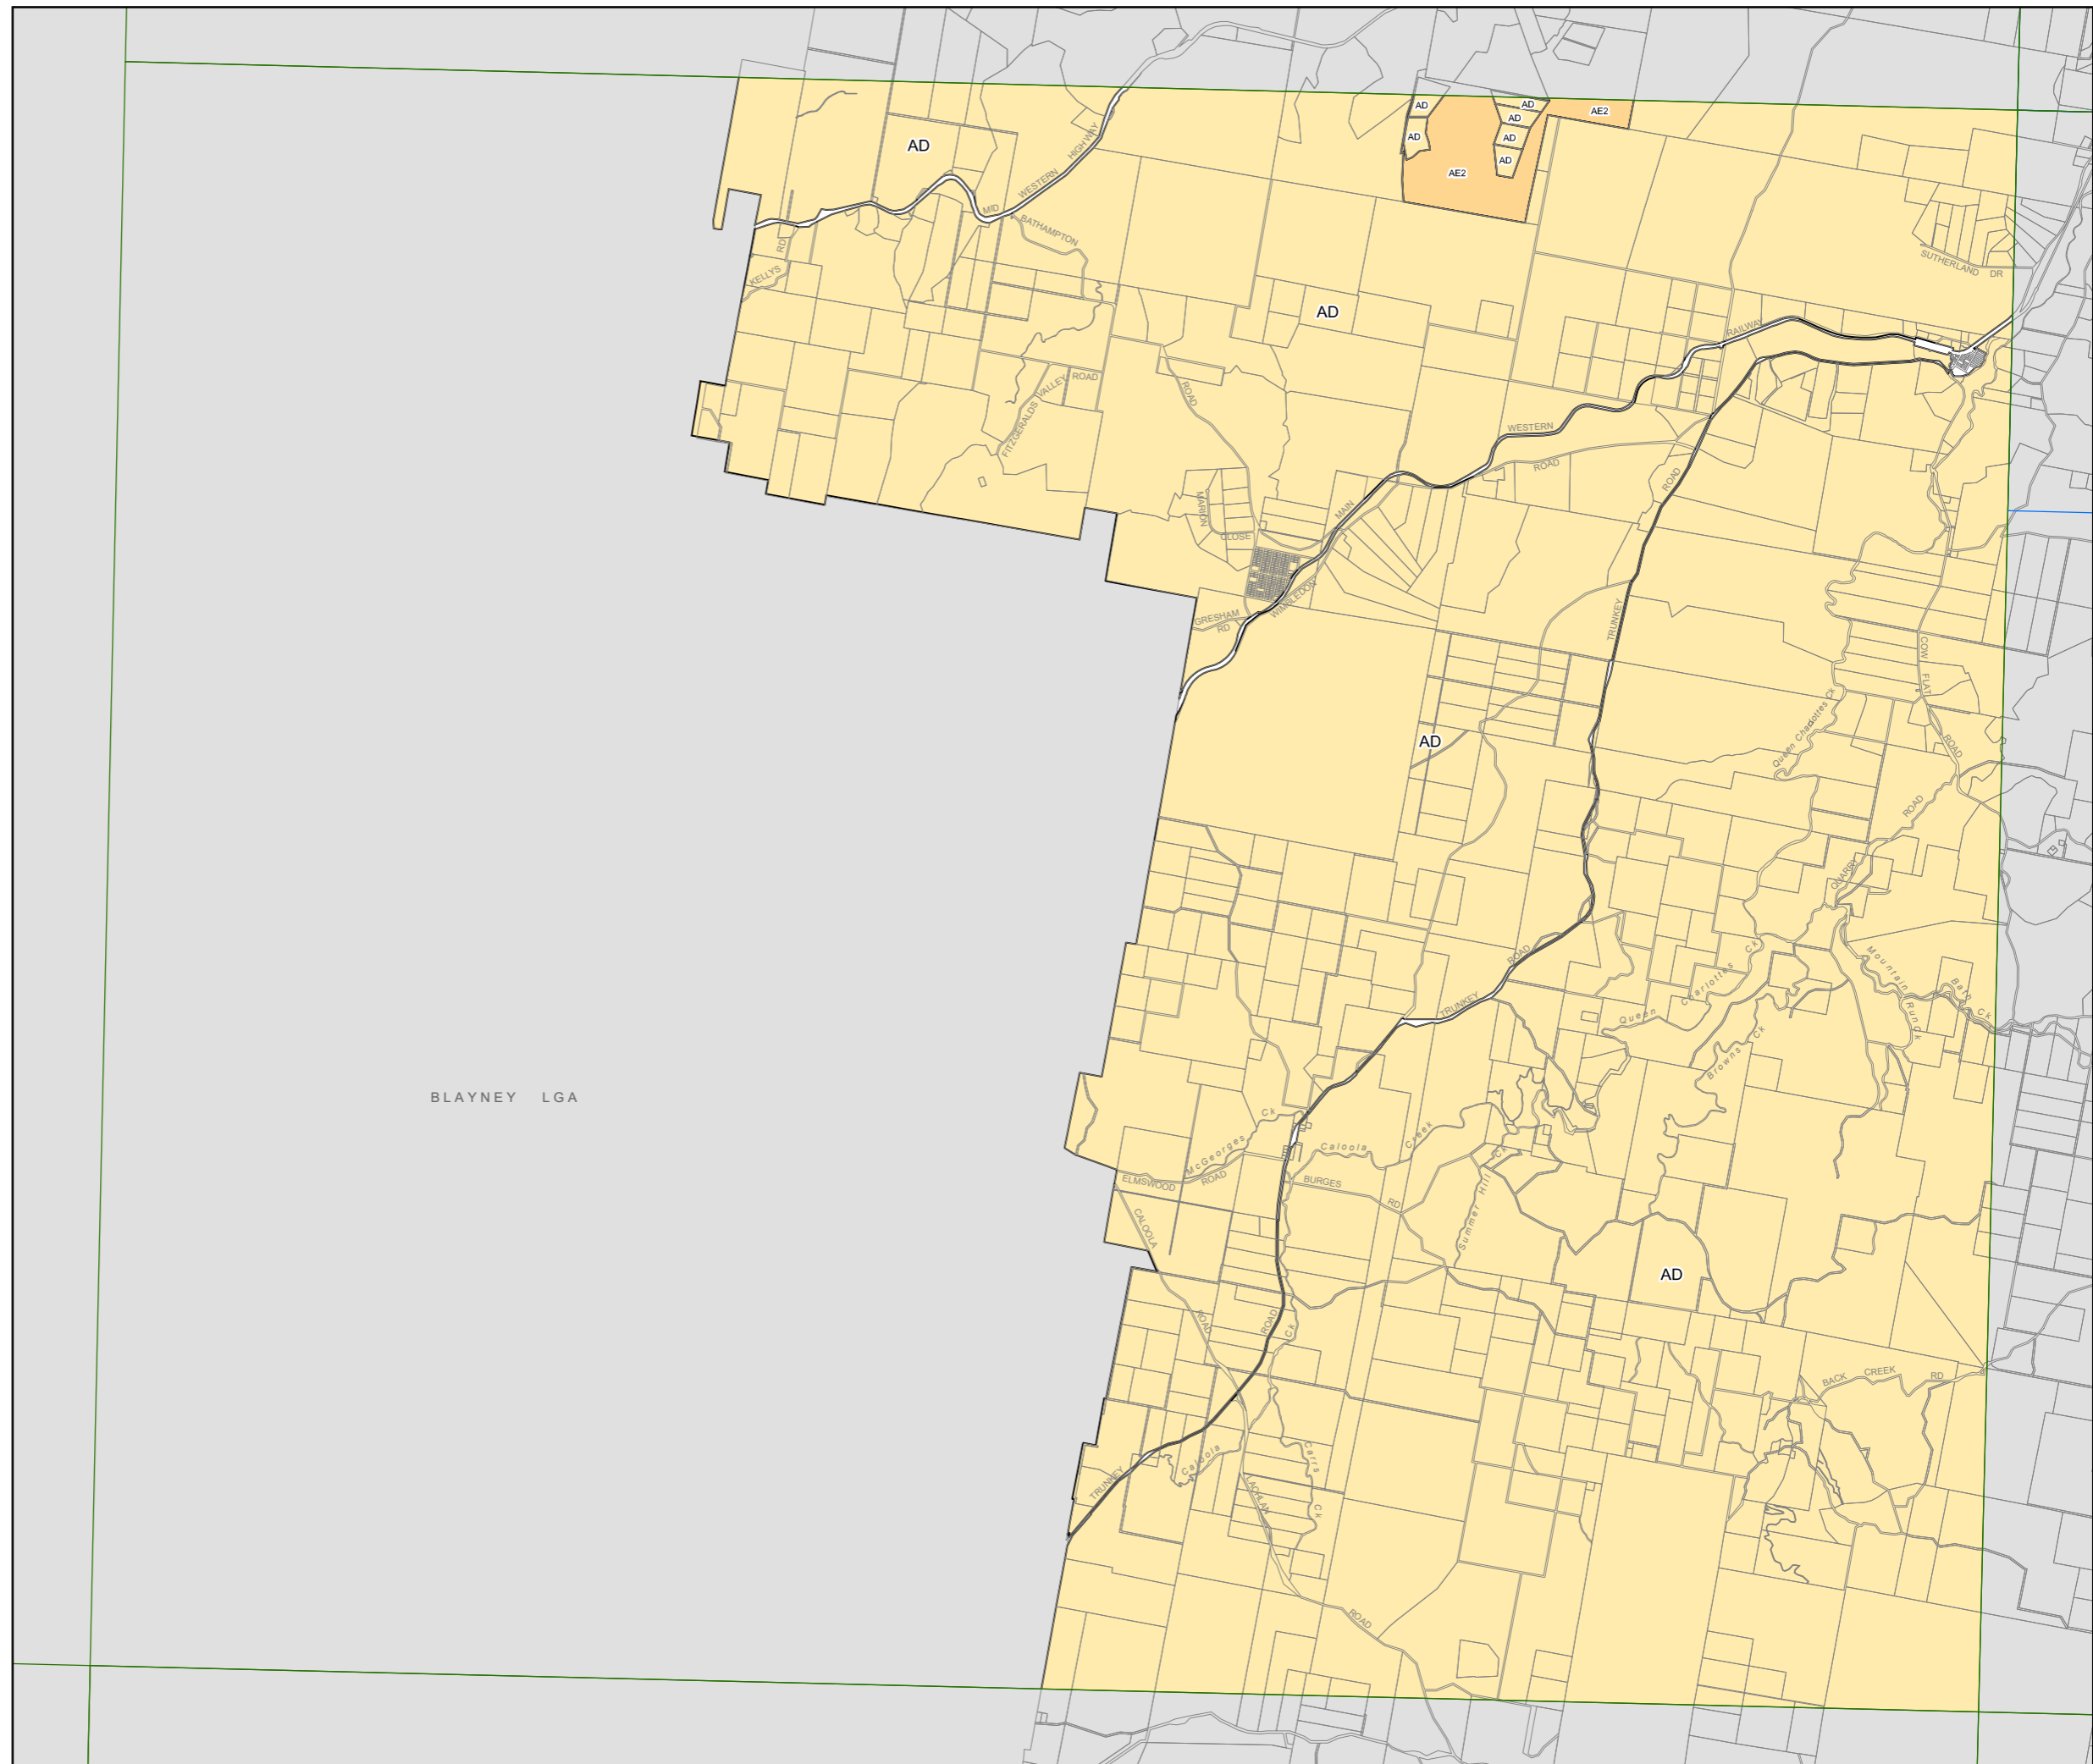 AD
AD
AE2
AD
AD
AD
AD
AD
AE2
HIGHWAY
WESTERN
MID
BATHAMPTON
RD
KELLYS
SUTHERLAND DR
AD
RAILWAY
FITZGERALDS VALLEY ROAD
ROAD
WESTERN
ROAD
ROAD
MARION
CLOSE
MAIN
WIMBLEDON
GRESHAM
RD
TRUNKEY
COW FLAT
ROAD
Queen Charlottes Ck
AD
ROAD
QUARRY
ROAD
TRUNKEY
Queen Charlottes Ck
Mountain Run Ck
Bath Ck
Browns Ck
BLAYNEY LGA
McGeorges Ck
Caloola Creek
ELMSWOOD ROAD
BURGES
RD
Summer Hill Ck
CALOOLA
ROAD
AD
ROAD
Ck
BACK CREEK RD
Caloola
Carrs Ck
TRUNKEY
LACHLAN
ROAD